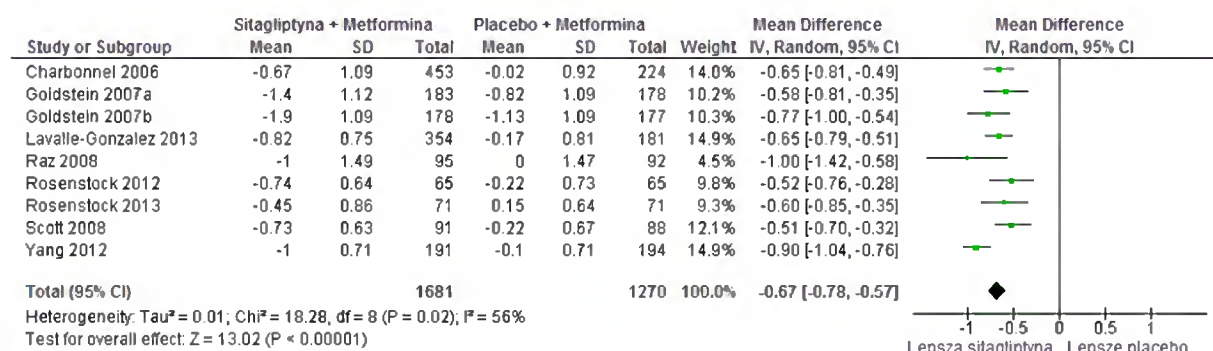 Sitagliptyna + Metformina Placebo + Metformina Mean Difference Mean Difference
Study or Subgroup Mean SD Total Mean SD Total Weight IV, Random, 95% CI IV, Random, 95% CI
Charbonnel 2006 -0.67 1.09 453 -0.02 0.92 224 14.0% -0.65 [-0.81, -0.49]
Goldstein 2007a -1.4 1.12 183 -0.82 1.09 178 10.2% -0.58 [-0.81, -0.35]
Goldstein 2007b -1.9 1.09 178 -1.13 1.09 177 10.3% -0.77 [-1.00, -0.54]
Lavalle-Gonzalez 2013 -0.82 0.75 354 -0.17 0.81 181 14.9% -0.65 [-0.79, -0.51]
Raz 2008 -1 1.49 95 0 1.47 92 4.5% -1.00 [-1.42, -0.58]
Rosenstock 2012 -0.74 0.64 65 -0.22 0.73 65 9.8% -0.52 [-0.76, -0.28]
Rosenstock 2013 -0.45 0.86 71 0.15 0.64 71 9.3% -0.60 [-0.85, -0.35]
Scott 2008 -0.73 0.63 91 -0.22 0.67 88 12.1% -0.51 [-0.70, -0.32]
Yang 2012 -1 0.71 191 -0.1 0.71 194 14.9% -0.90 [-1.04, -0.76]
Total (95% CI) 1681 1270 100.0% -0.67 [-0.78, -0.57]
Heterogeneity: Tau² = 0.01; Chi² = 18.28, df = 8 (P = 0.02); I² = 56%
Test for overall effect: Z = 13.02 (P < 0.00001)
-1 -0.5 0 0.5 1
Lepsza sitagliptyna Lepsze placebo